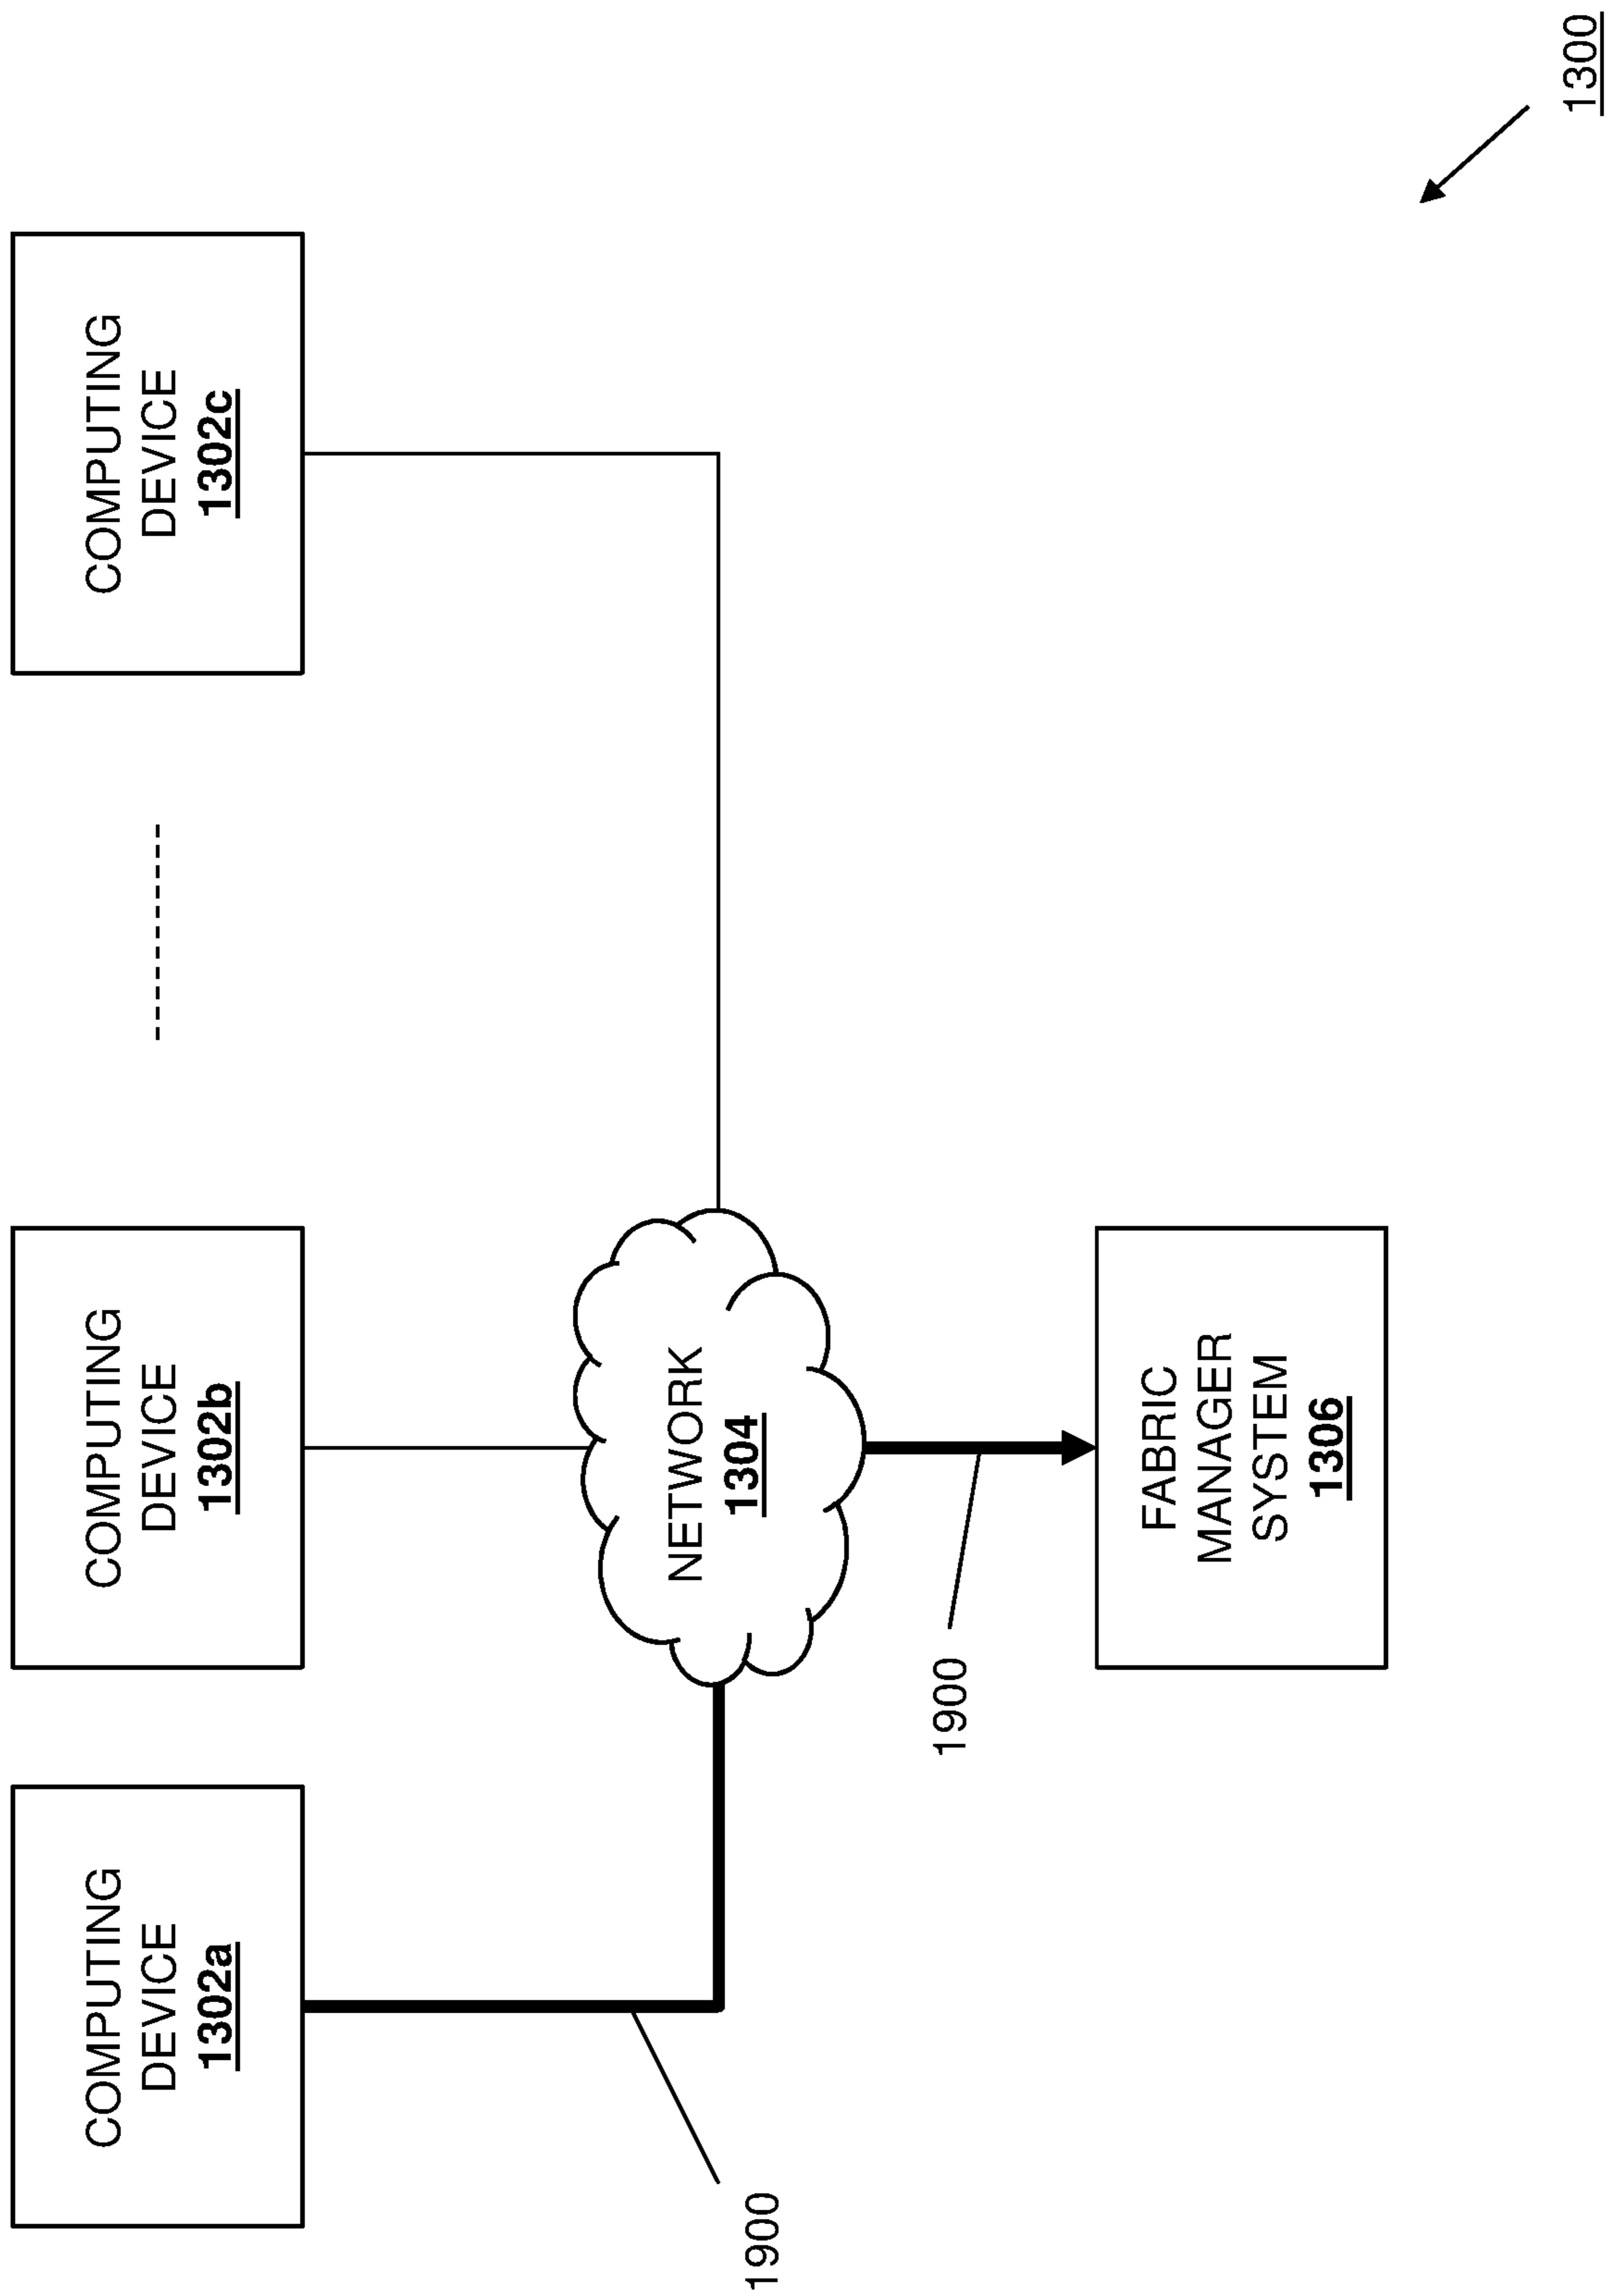 COMPUTING
DEVICE
1302a
COMPUTING
DEVICE
1302b
COMPUTING
DEVICE
1302c
1900
NETWORK
1304
1900
FABRIC
MANAGER
SYSTEM
1306
1300